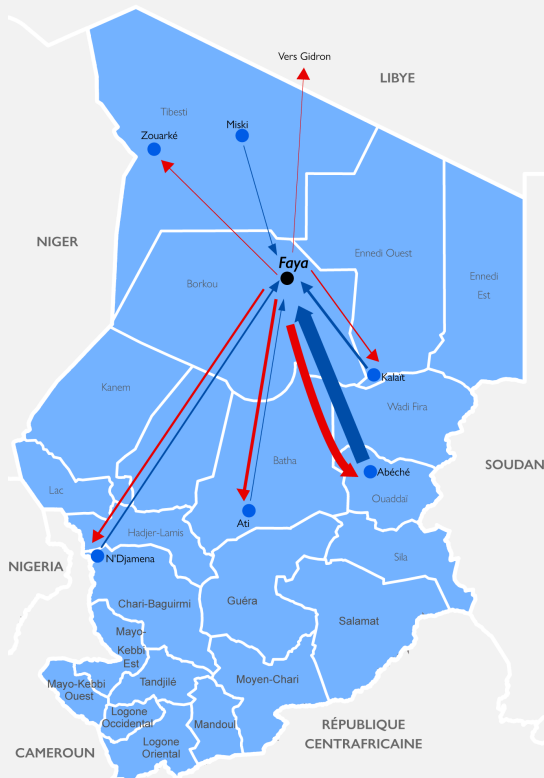 Vers Gidron
LIBYE
Tibesti
Miski
Zouarké
NIGER
Ennedi Ouest
Faya
Borkou
Ennedi
Est
Kalaït
Kanem
Wadi Fira
Batha
SOUDAN
Abéché
Lac
Ouaddaï
Ati
Hadjer-Lamis
N'Djamena
Sila
NIGERIA
Chari-Baguirmi
Guéra
Salamat
Mayo-
Kebbi
Est
Mayo-Kebbi
Ouest
Tandjilé
Moyen-Chari
Logone
Occidental
Mandoul
RÉPUBLIQUE
CENTRAFRICAINE
Logone
Oriental
CAMEROUN